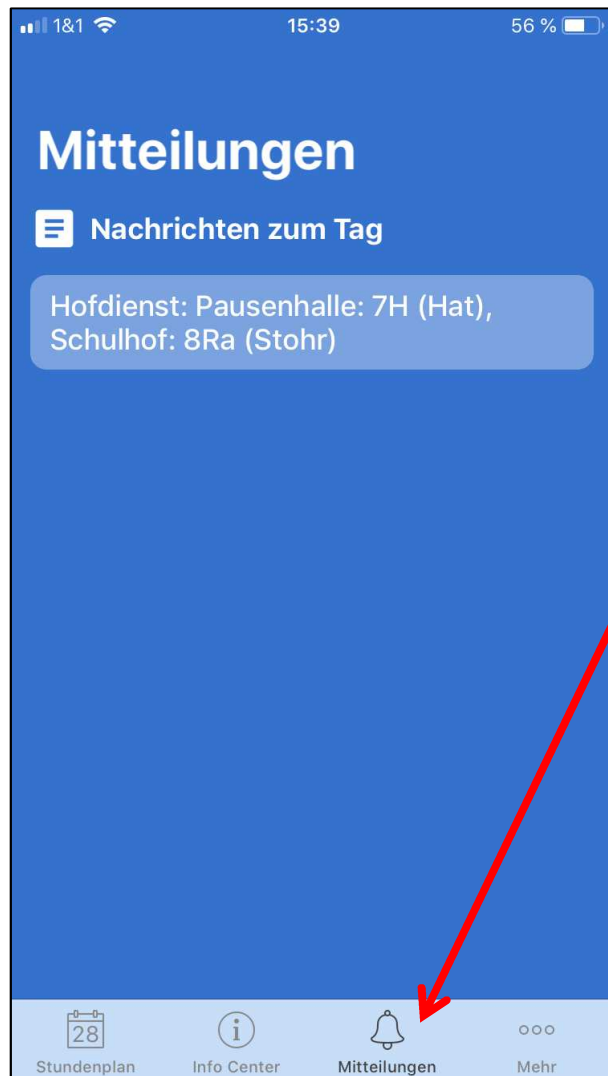 1&1 15:39 56 %
Mitteilungen
Nachrichten zum Tag
Hofdienst: Pausenhalle: 7H (Hat),
Schulhof: 8Ra (Stohr)
28
Stundenplan Info Center Mitteilungen Mehr